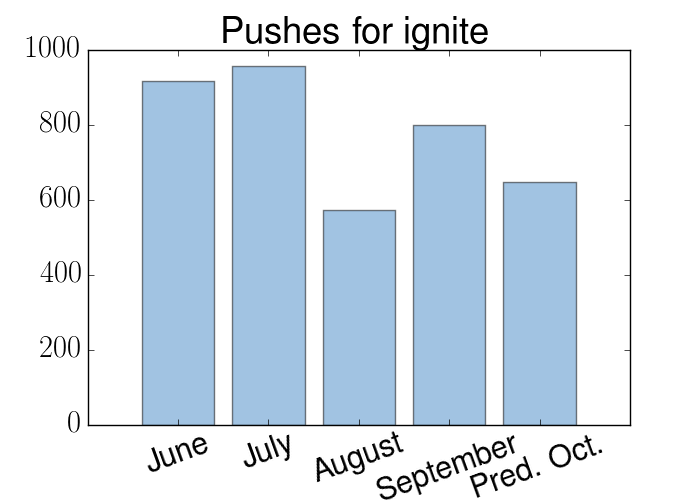 Pushes for ignite
1000
800
600
400
200
0
June
July
August
September
Pred. Oct.